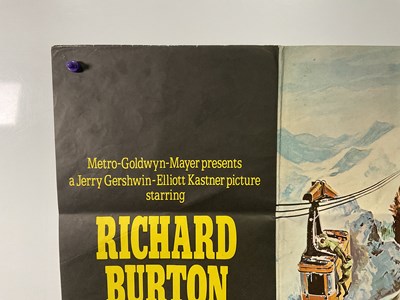 Metro-Goldwyn-Mayer presents
a Jerry Gershwin-Elliott Kastner picture
starring
RICHARD
BURTON